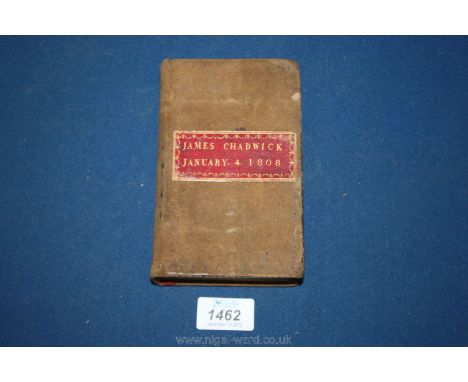 JAMES CHADWICK
JANUARY 4. 1808
1462
www.nigel-ward.co.uk